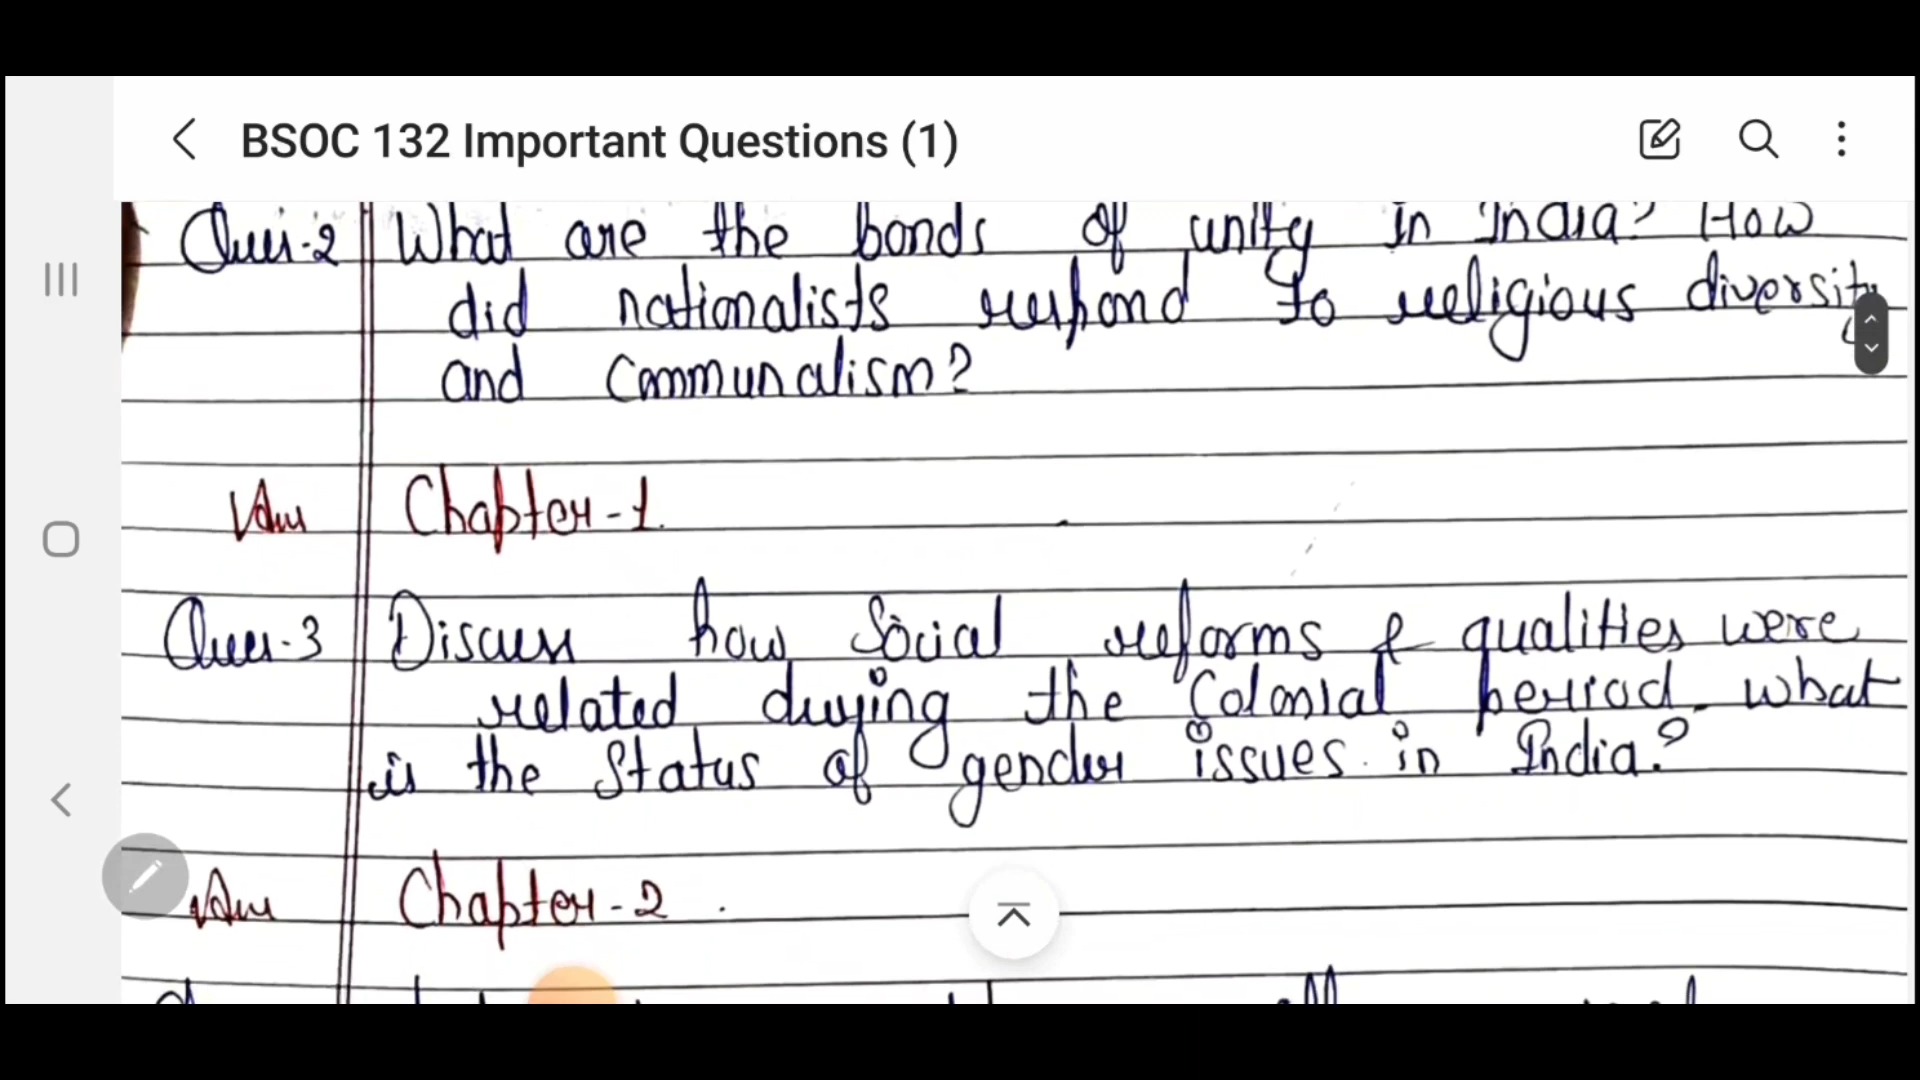 BSOC 132 Important Questions (1)
Ques-2 What are the bonds of unity in India? How
did nationalists respond to religious diversity
and Communalism?
Ans Chapter-1.
Ques-3 Discuss how Social reforms & qualities were
related during the Colonial period. what
is the Status of gender issues in India?
Ans Chapter-2.